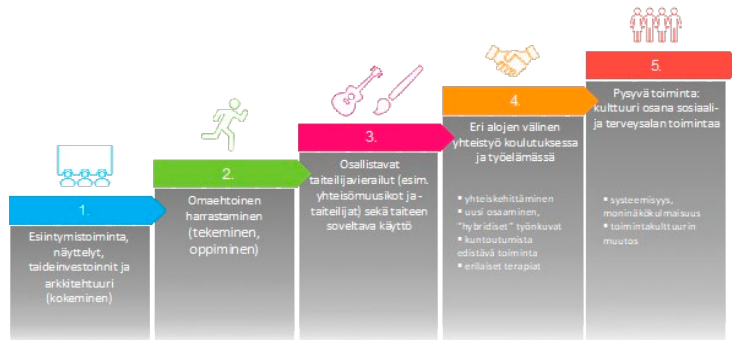 1.
Esiintymistoiminta,
näyttelyt,
taideinvestoinnit ja
arkkitehtuuri
(kokeminen)
2.
Omaehtoinen
harrastaminen
(tekeminen,
oppiminen)
3.
Osallistavat
taiteilijavierailut (esim.
yhteisömuusikot ja -
taiteilijat) sekä taiteen
soveltava käyttö
4.
Eri alojen välinen
yhteistyö koulutuksessa
ja työelämässä
▪ yhteiskehittäminen
▪ uusi osaaminen,
"hybridiset" työnkuvat
▪ kuntoutumista
edistävä toiminta
▪ erilaiset terapiat
5.
Pysyvä toiminta:
kulttuuri osana sosiaali-
ja terveysalan toimintaa
▪ systeemisyys,
moninäkökulmaisuus
▪ toimintakulttuurin
muutos